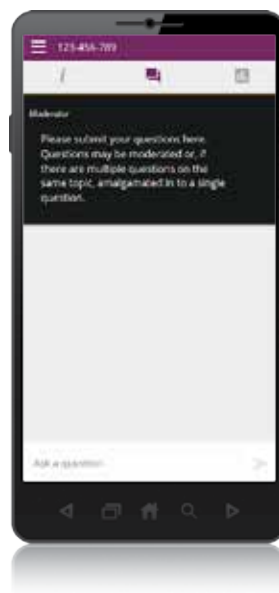 123-456-789
i
Moderator
Please submit your questions here.
Questions may be moderated or, if
there are multiple questions on the
same topic, amalgamated in to a single
question.
Ask a question